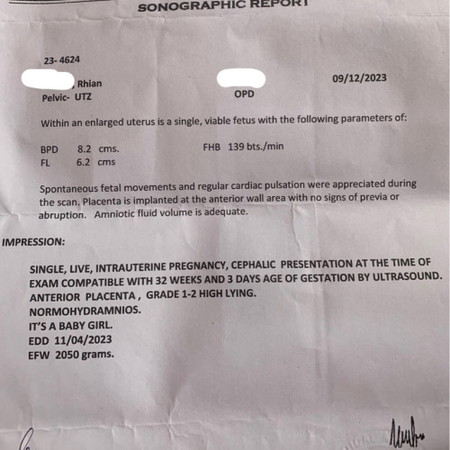 SONOGRAPHIC REPORT
23- 4624
, Rhian 09/12/2023
Pelvic- UTZ OPD
Within an enlarged uterus is a single, viable fetus with the following parameters of:
BPD 8.2 cms. FHB 139 bts./min
FL 6.2 cms
Spontaneous fetal movements and regular cardiac pulsation were appreciated during
the scan. Placenta is implanted at the anterior wall area with no signs of previa or
abruption. Amniotic fluid volume is adequate.
IMPRESSION:
SINGLE, LIVE, INTRAUTERINE PREGNANCY, CEPHALIC PRESENTATION AT THE TIME OF
EXAM COMPATIBLE WITH 32 WEEKS AND 3 DAYS AGE OF GESTATION BY ULTRASOUND.
ANTERIOR PLACENTA , GRADE 1-2 HIGH LYING.
NORMOHYDRAMNIOS.
IT'S A BABY GIRL.
EDD 11/04/2023
EFW 2050 grams.